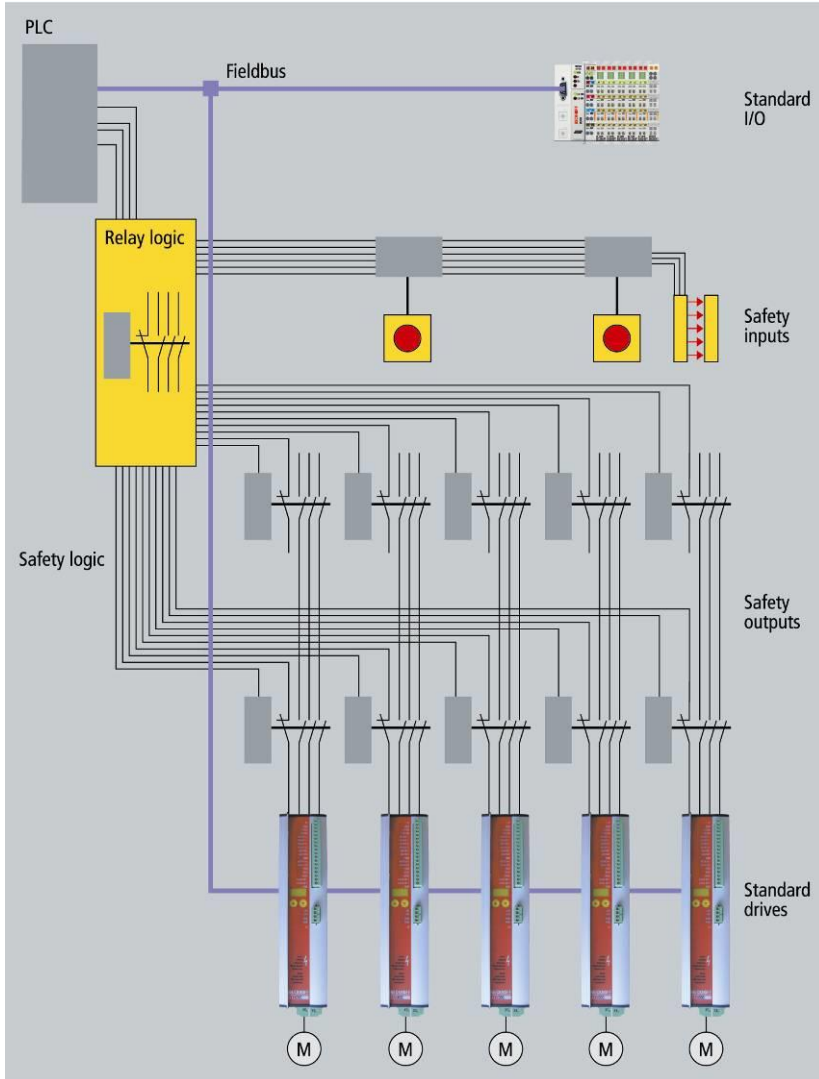 PLC
Fieldbus
Standard
I/O
Relay logic
Safety
inputs
Safety logic
Safety
outputs
Standard
drives
M
M
M
M
M